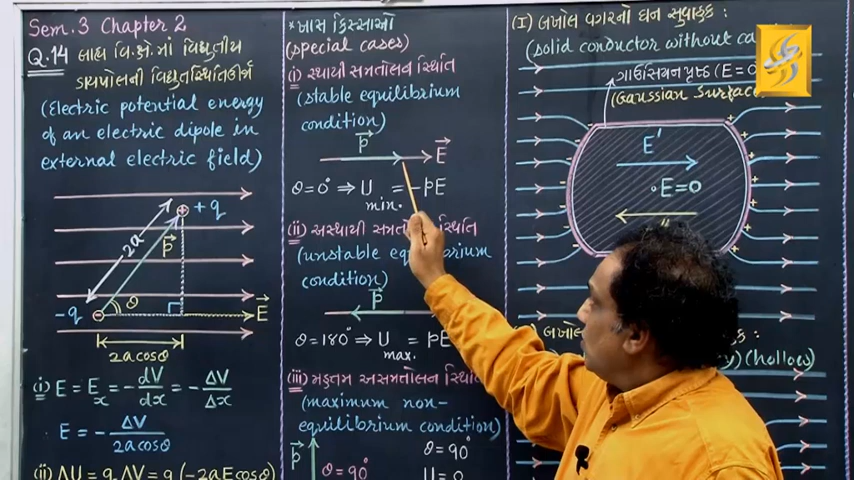 Sem. 3 Chapter 2
Q.14 બાહ્ય વિ.ક્ષે.માં વિદ્યુતીય
ડાયપોલની વિદ્યુતસ્થિતિઊર્જા
(Electric potential energy
of an electric dipole in
external electric field)
+q
2a
p
-q
θ
E
2a cosθ
(i) E = Ex = - dV/dx = - ΔV/Δx
E = - ΔV/2a cosθ
(ii) ΔU = q ΔV = q (-2aE cosθ)
* ખાસ કિસ્સાઓ
(special cases)
(i) સ્થાયી સમતોલન સ્થિતિ
(stable equilibrium
condition)
p E
θ = 0° ⇒ U min. = -pE
(ii) અસ્થાયી સમતોલન સ્થિતિ
(unstable equilibrium
condition)
p
θ = 180° ⇒ U max. = pE
(iii) મહત્તમ અસમતોલન
(maximum non-
equilibrium condition)
p θ = 90° θ = 90°
U = 0
(I) બખોલ વગરનો ઘન સુવાહક :
(solid conductor without
ગાઉસિયન પૃષ્ઠ (E = 0
(Gaussian Surface
E'
E = 0
બખોલ :
(hollow)